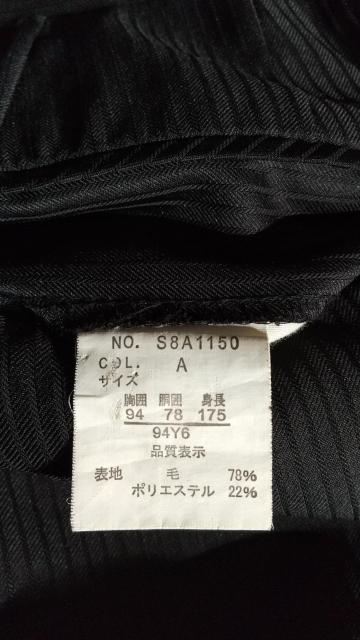 NO. S8A1150
COL. A
サイズ
胸囲 胴囲 身長
94 78 175
94Y6
品質表示
表地 毛 78%
ポリエステル 22%